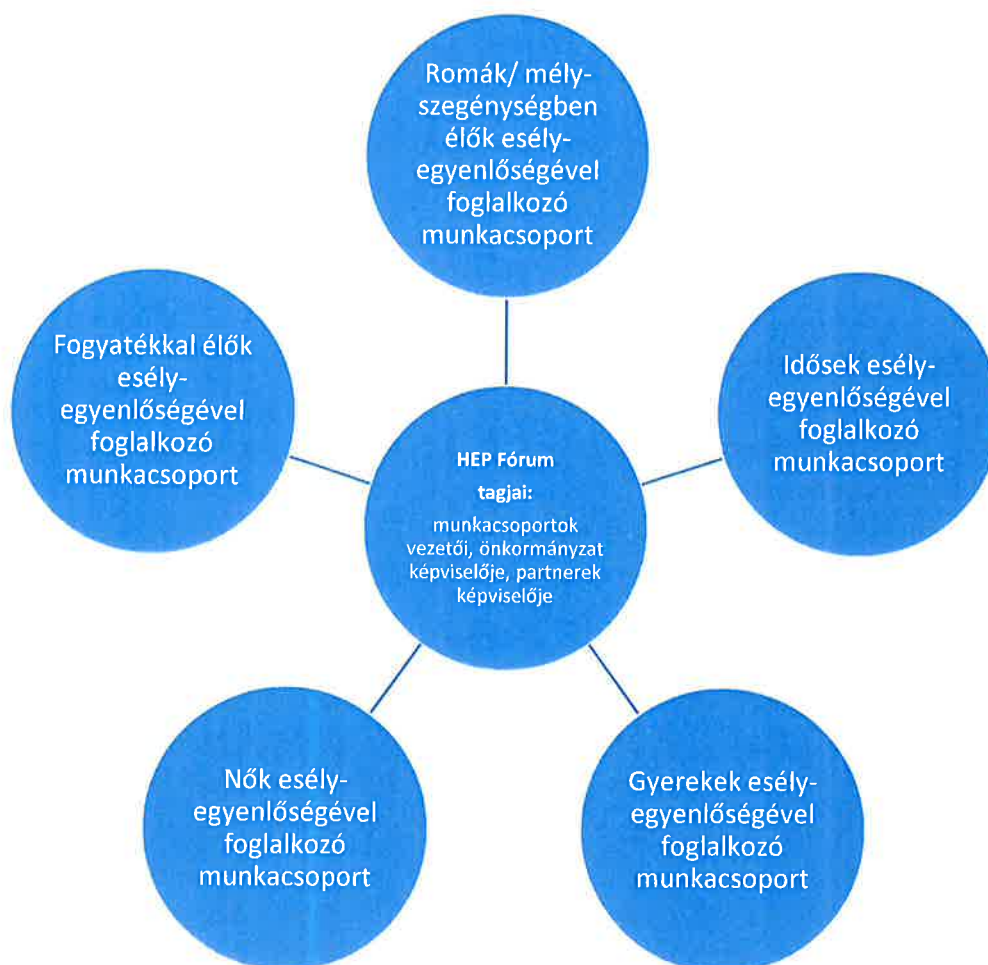 Romák/ mély-
szegénységben
élők esély-
egyenlőségével
foglalkozó
munkacsoport
Fogyatékkal élők
esély-
egyenlőségével
foglalkozó
munkacsoport
Idősek esély-
egyenlőségével
foglalkozó
munkacsoport
HEP Fórum
tagjai:
munkacsoportok
vezetői, önkormányzat
képviselője, partnerek
képviselője
Nők esély-
egyenlőségével
foglalkozó
munkacsoport
Gyerekek esély-
egyenlőségével
foglalkozó
munkacsoport